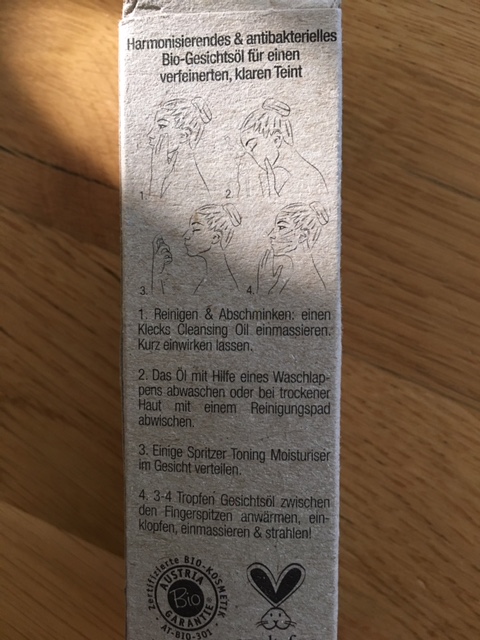 Harmonisierendes & antibakterielles
Bio-Gesichtsöl für einen
verfeinerten, klaren Teint
1.
2.
3.
4.
1. Reinigen & Abschminken: einen
Klecks Cleansing Oil einmassieren.
Kurz einwirken lassen.
2. Das Öl mit Hilfe eines Waschlap-
pens abwaschen oder bei trockener
Haut mit einem Reinigungspad
abwischen.
3. Einige Spritzer Toning Moisturiser
im Gesicht verteilen.
4. 3-4 Tropfen Gesichtsöl zwischen
den Fingerspitzen anwärmen, ein-
klopfen, einmassieren & strahlen!
zertifizierte BIO-KOSMETIK
AUSTRIA
Bio
GARANTIE
AT-BIO-301